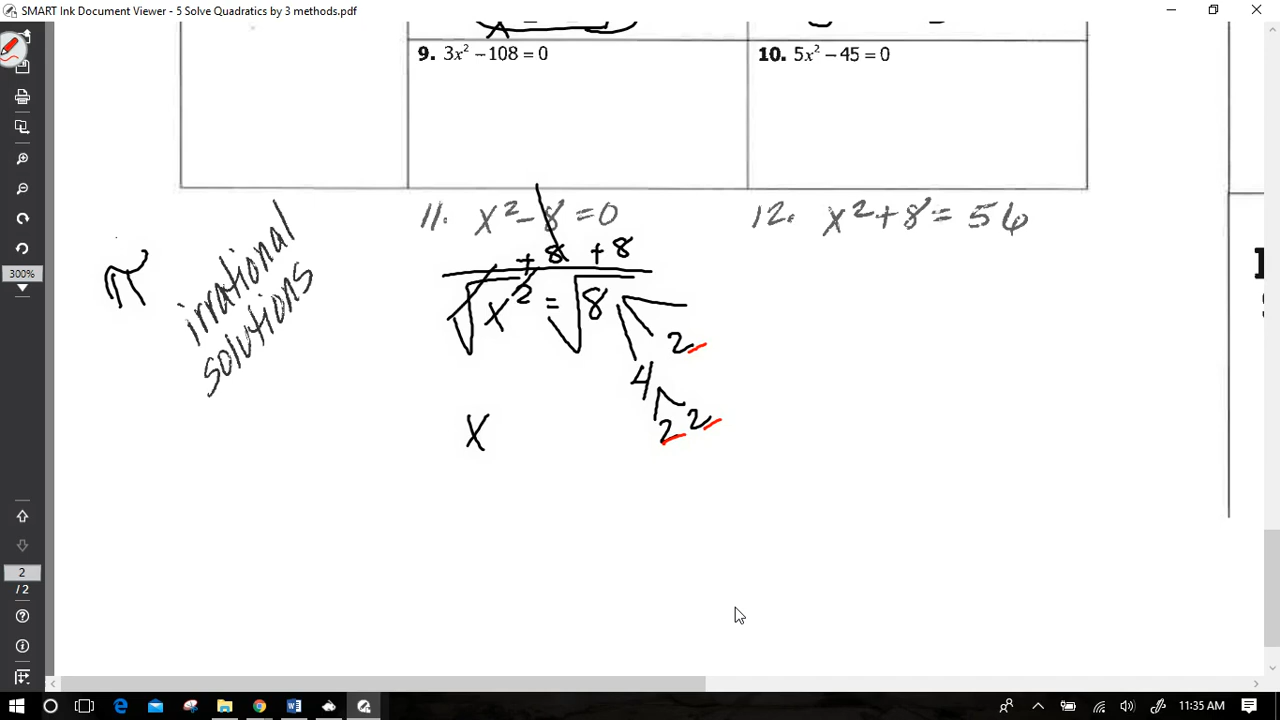 SMART Ink Document Viewer - 5 Solve Quadratics by 3 methods.pdf
9. 3x² – 108 = 0
10. 5x² – 45 = 0
11. x² - 8 = 0
12. x² + 8 = 56
+ 8 + 8
π
irrational
solutions
√x² = √8
2
4
2 2
x
300%
2
/ 2
11:35 AM